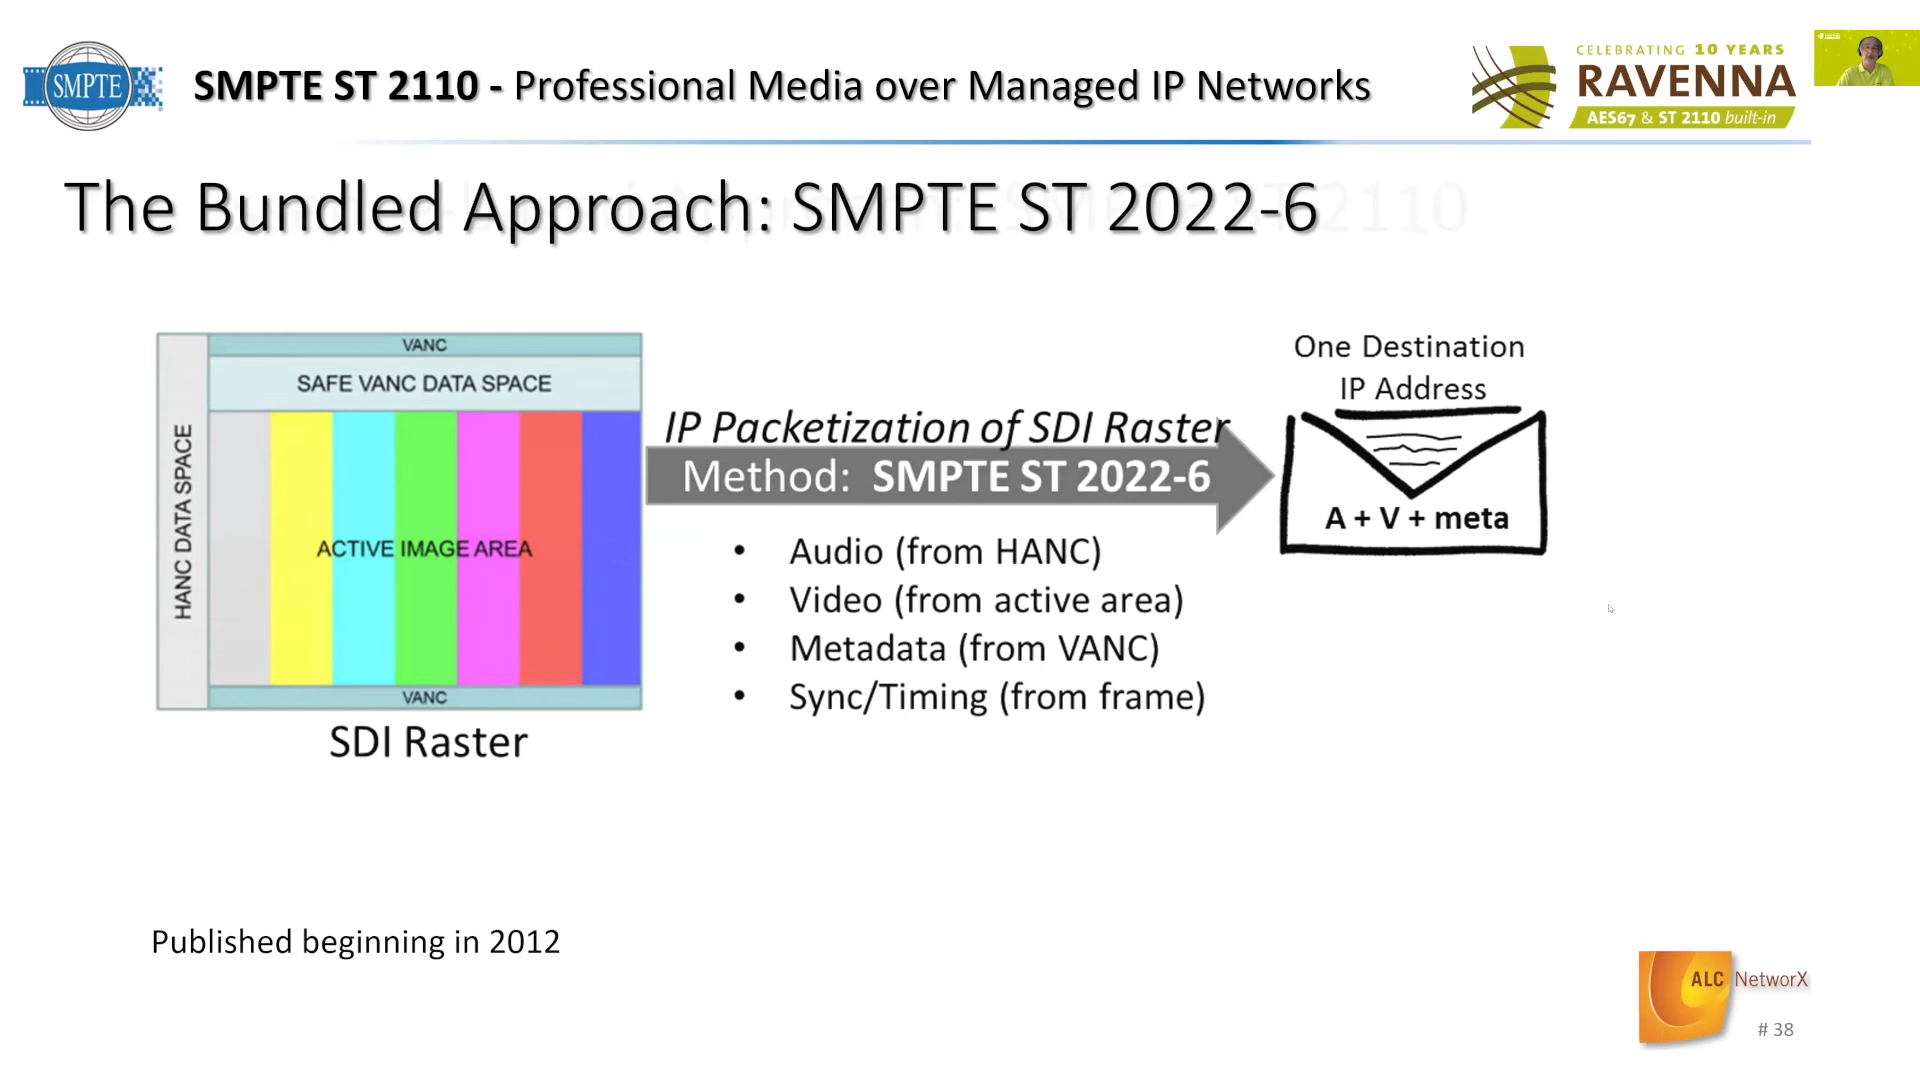 SMPTE
SMPTE ST 2110 - Professional Media over Managed IP Networks
CELEBRATING 10 YEARS
RAVENNA
AES67 & ST 2110 built-in
The Bundled Approach: SMPTE ST 2022-6
2110
VANC
SAFE VANC DATA SPACE
HANC DATA SPACE
ACTIVE IMAGE AREA
VANC
SDI Raster
IP Packetization of SDI Raster
Method: SMPTE ST 2022-6
• Audio (from HANC)
• Video (from active area)
• Metadata (from VANC)
• Sync/Timing (from frame)
One Destination
IP Address
A + V + meta
Published beginning in 2012
ALC NetworX
# 38